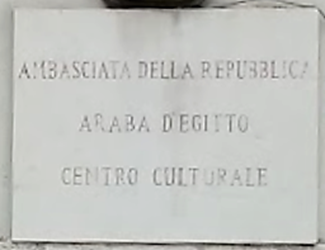 AMBASCIATA DELLA REPUBBLICA
ARABA D'EGITTO
CENTRO CULTURALE